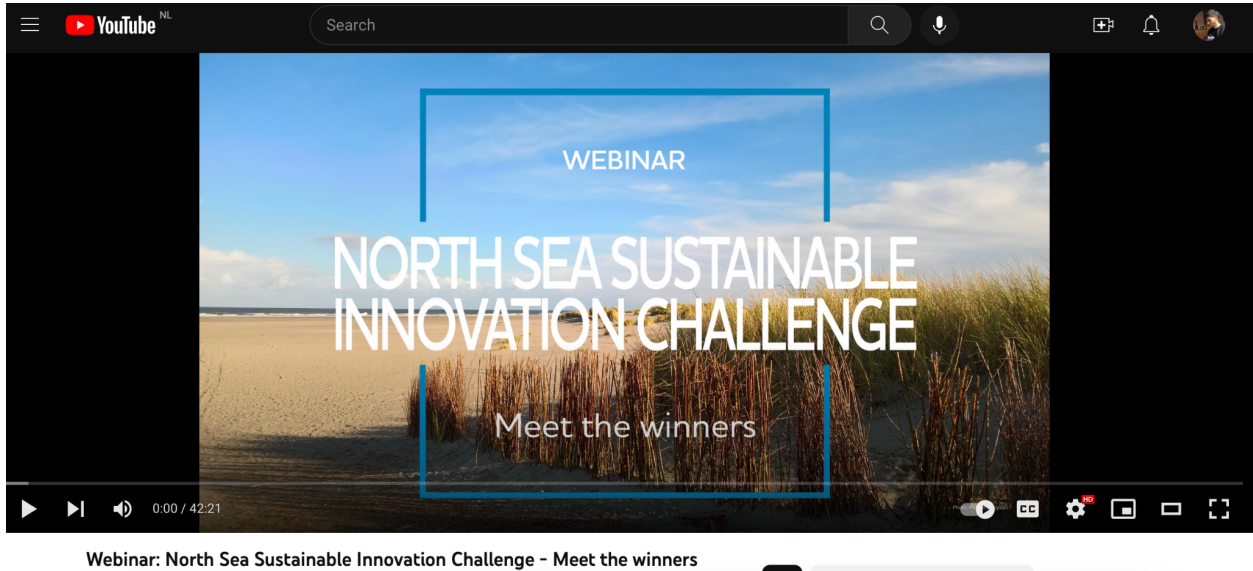 YouTube NL
Search
WEBINAR
NORTH SEA SUSTAINABLE
INNOVATION CHALLENGE
Meet the winners
0:00 / 42:21
CC
HD
Webinar: North Sea Sustainable Innovation Challenge - Meet the winners